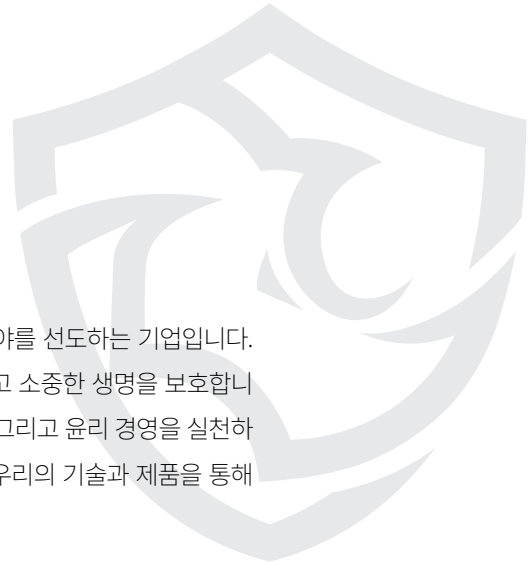 야를 선도하는 기업입니다.
고 소중한 생명을 보호합니
그리고 윤리 경영을 실천하
우리의 기술과 제품을 통해